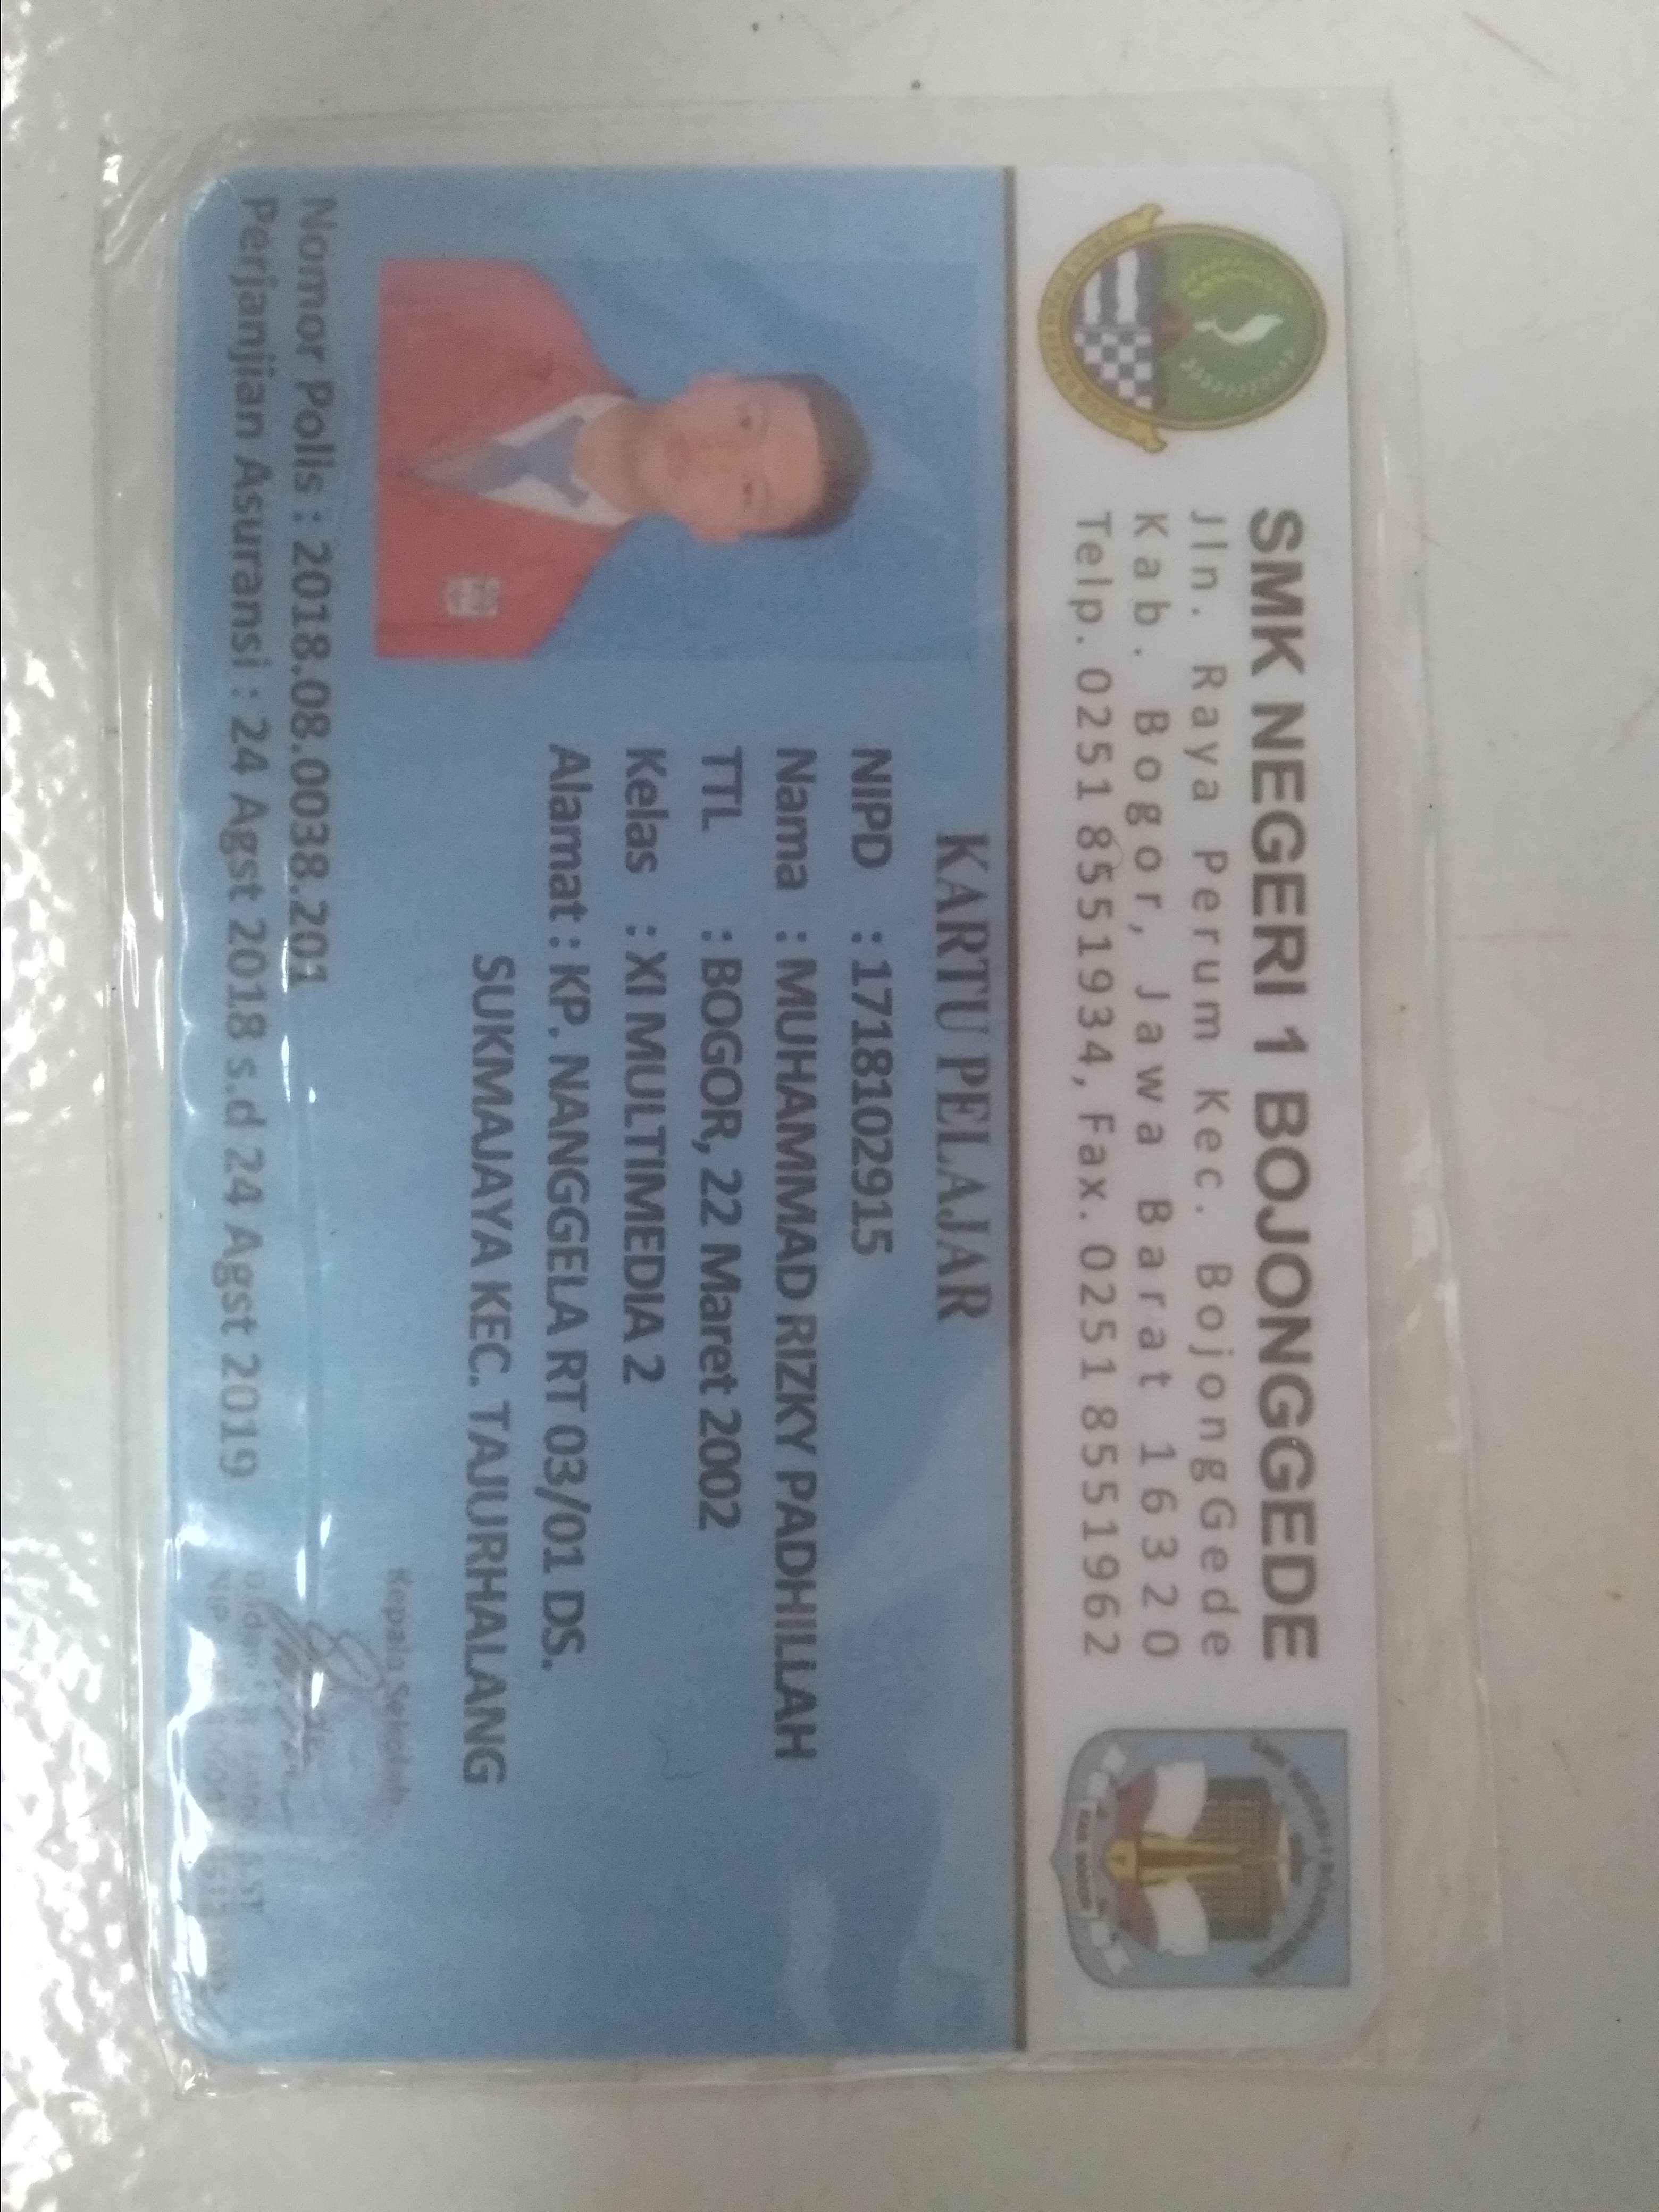 SMK NEGERI 1 BOJONGGEDE
Jln. Raya Perum Kec. BojongGede
Kab. Bogor, Jawa Barat 16320
Telp. 0251 8551934, Fax. 0251 8551962
KARTU PELAJAR
NIPD : 1718102915
Nama : MUHAMMAD RIZKY PADHILLAH
TTL : BOGOR, 22 Maret 2002
Kelas : XI MULTIMEDIA 2
Alamat : KP. NANGGELA RT 03/01 DS.
SUKMAJAYA KEC. TAJURHALANG
Kepala Sekolah,
Nomor Polis : 2018.08.0038.201
Perjanjian Asuransi : 24 Agst 2018 s.d 24 Agst 2019
NIP